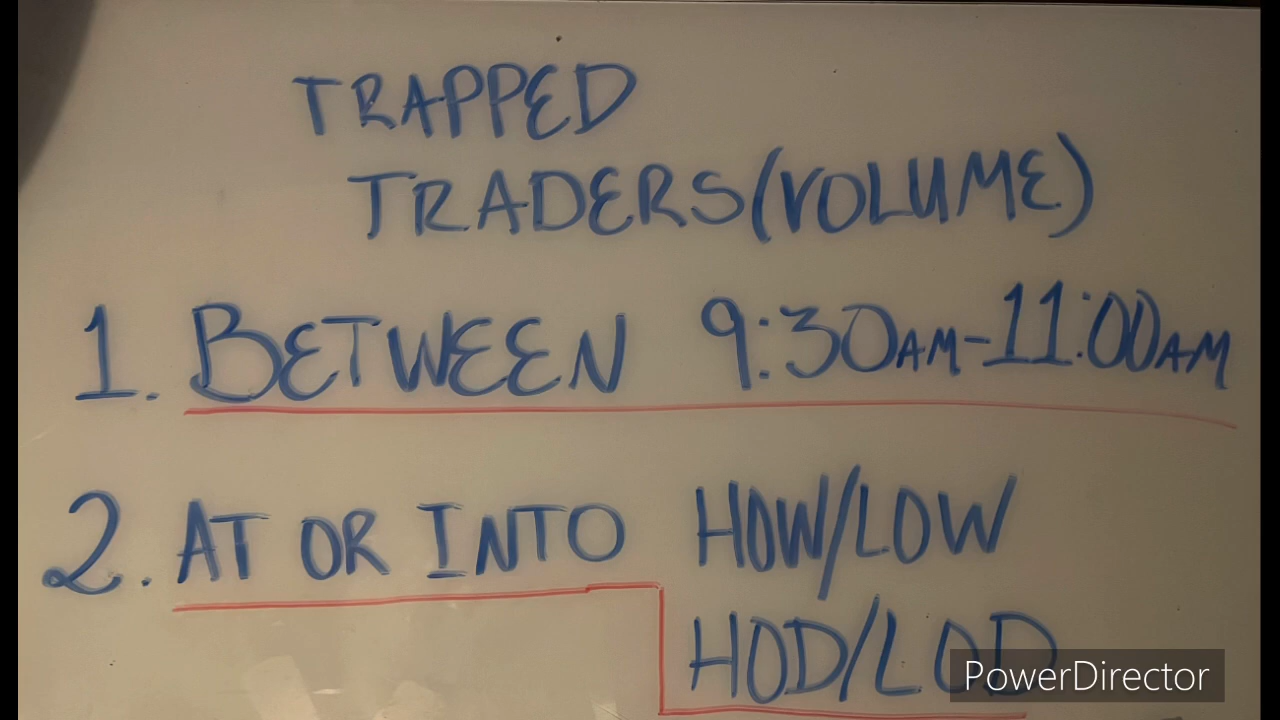 TRAPPED
TRADERS (VOLUME)
1. BETWEEN 9:30AM-11:00AM
2. AT OR INTO HOW/LOW
HOD/LOD
PowerDirector